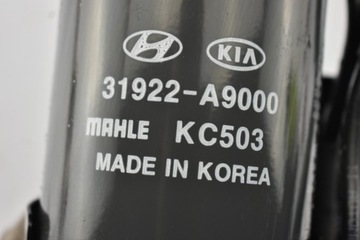 KIA
31922-A9000
MAHLE KC503
MADE IN KOREA